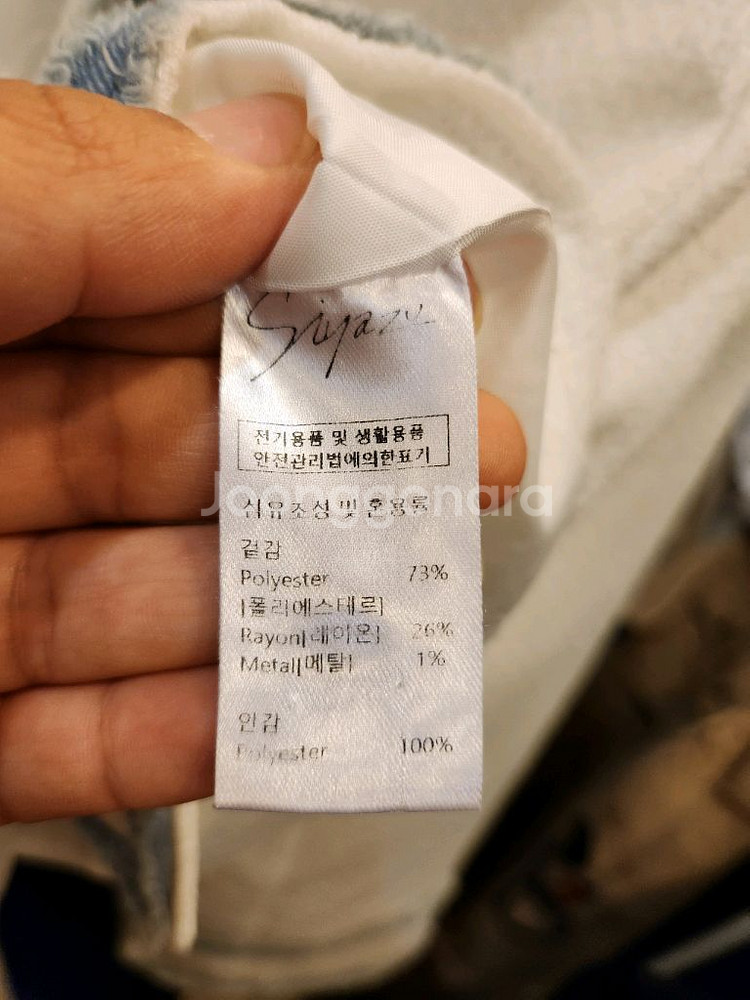 Siyazu
전기용품 및 생활용품
안전관리법에의한표기
Joonggonara
섬유조성 및 혼용률
겉감
Polyester 73%
|폴리에스테르|
Rayon|레이온| 26%
Metal|메탈| 1%
안감
Polyester 100%